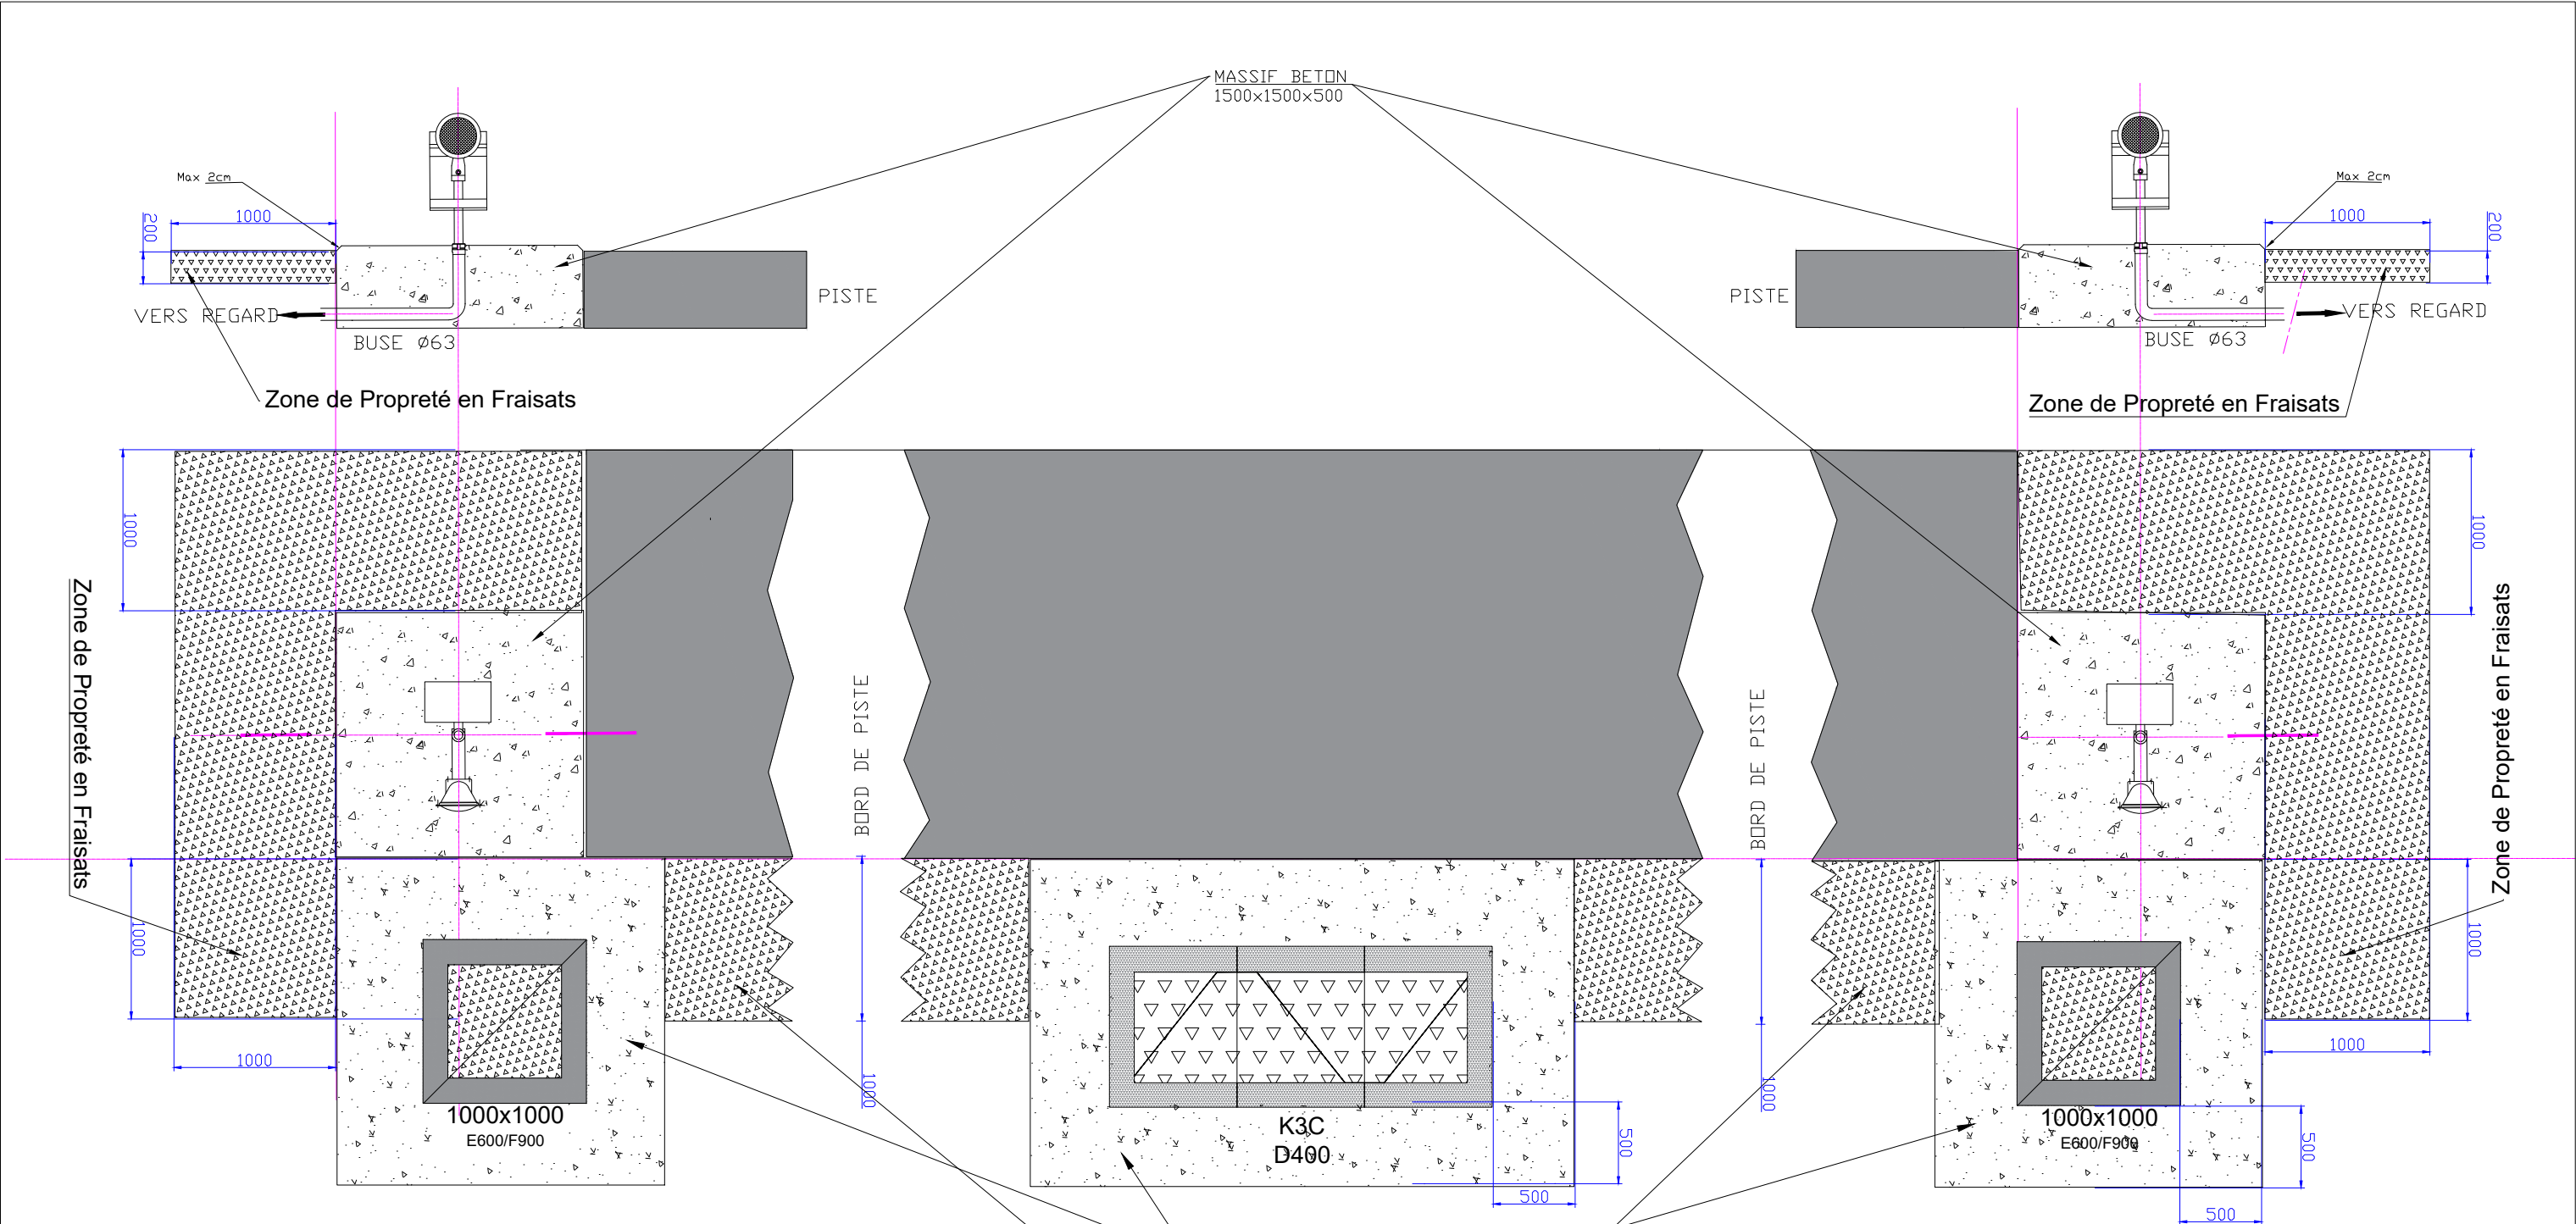 MASSIF BETON
1500x1500x500
Max 2cm
Max 2cm
1000
200
1000
200
PISTE
PISTE
VERS REGARD
VERS REGARD
BUSE Ø63
BUSE Ø63
Zone de Propreté en Fraisats
Zone de Propreté en Fraisats
1000
1000
Zone de Propreté en Fraisats
BORD DE PISTE
BORD DE PISTE
Zone de Propreté en Fraisats
1000
1000
1000
1000
1000
1000
1000x1000
E600/F900
K3C
D400
500
500
1000x1000
E600/F900
500
500